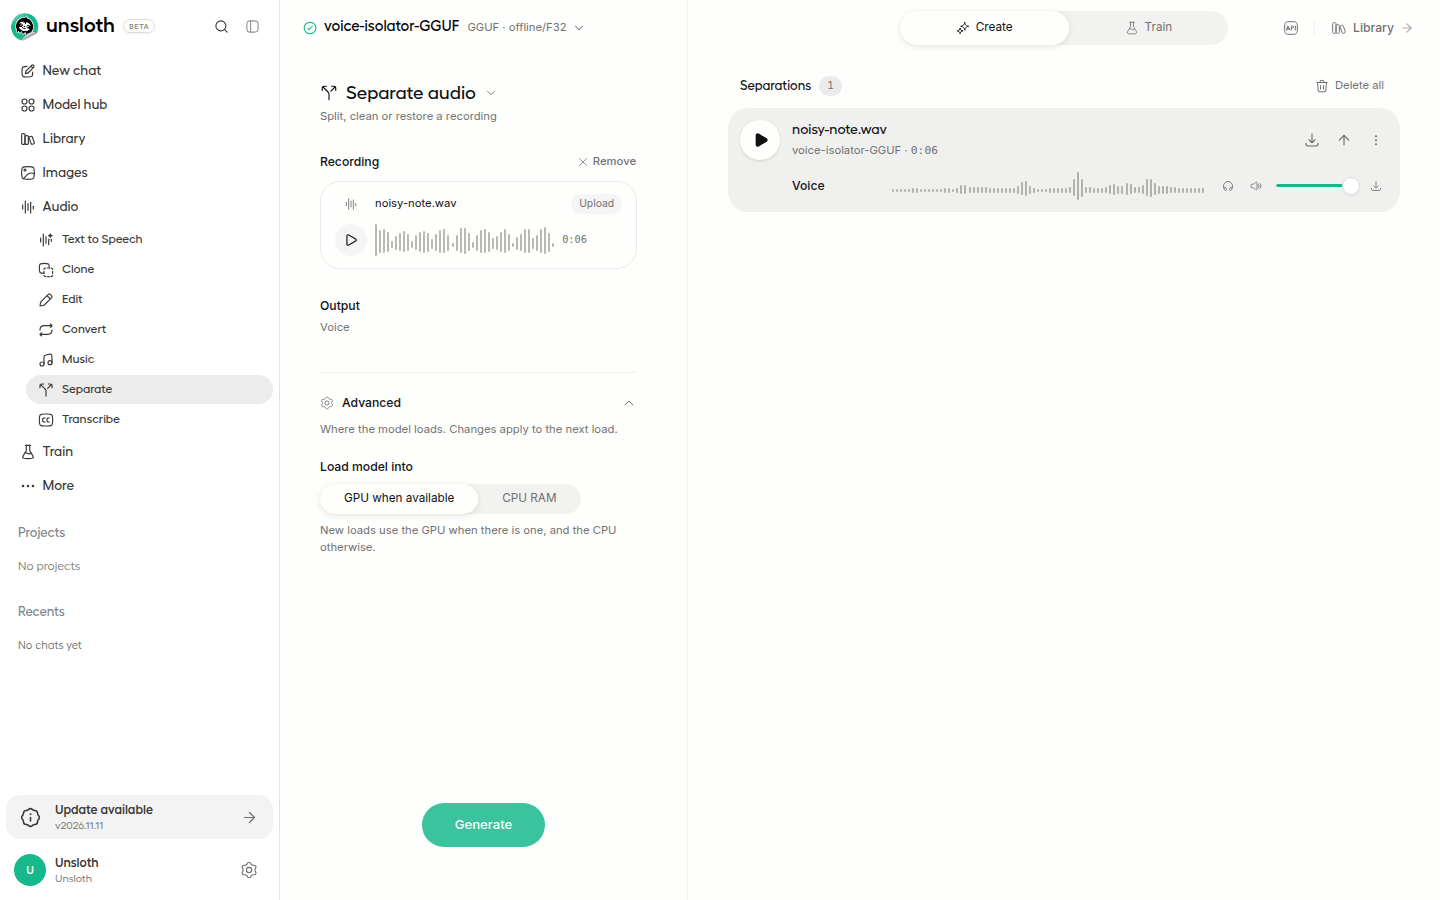 unsloth BETA
New chat
Model hub
Library
Images
Audio
Text to Speech
Clone
Edit
Convert
Music
Separate
Transcribe
Train
More
Projects
No projects
Recents
No chats yet
Update available
v2026.11.11
U
Unsloth
Unsloth
voice-isolator-GGUF GGUF · offline/F32
Separate audio
Split, clean or restore a recording
Recording
Remove
noisy-note.wav
Upload
0:06
Output
Voice
Advanced
Where the model loads. Changes apply to the next load.
Load model into
GPU when available
CPU RAM
New loads use the GPU when there is one, and the CPU
otherwise.
Generate
Create
Train
API
Library
Separations 1
Delete all
noisy-note.wav
voice-isolator-GGUF · 0:06
Voice